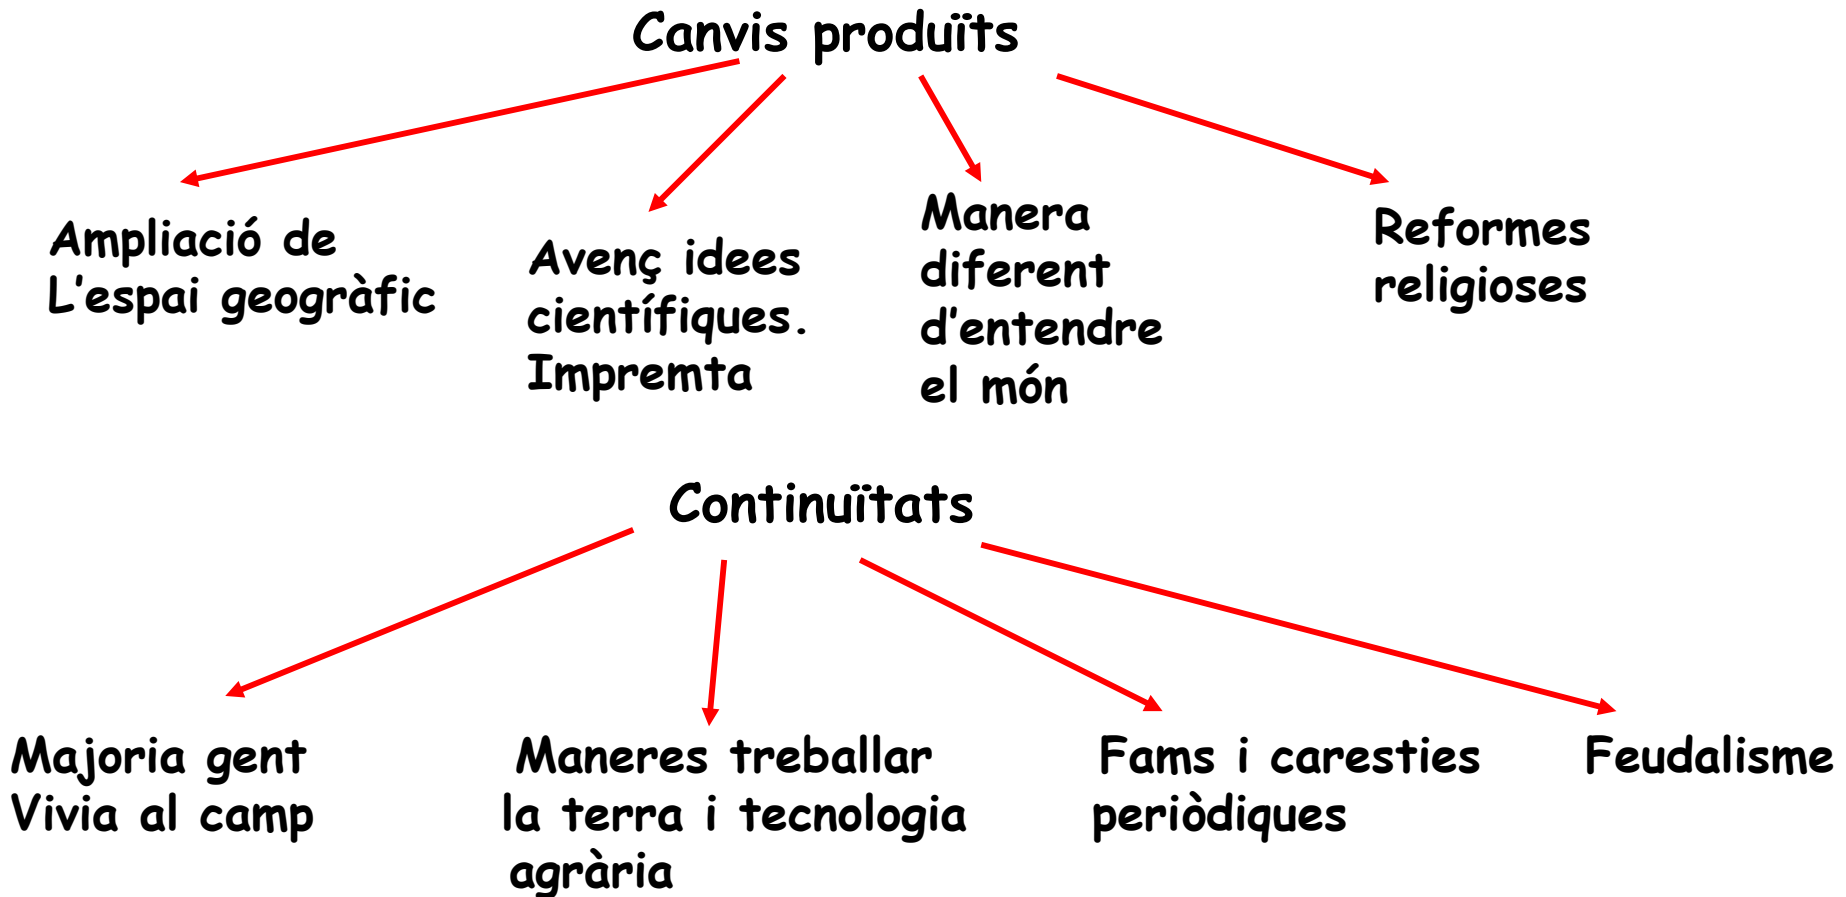 Canvis produïts
Ampliació de
L'espai geogràfic
Avenç idees
científiques.
Impremta
Manera
diferent
d'entendre
el món
Reformes
religioses
Continuïtats
Majoria gent
Vivia al camp
Maneres treballar
la terra i tecnologia
agrària
Fams i caresties
periòdiques
Feudalisme